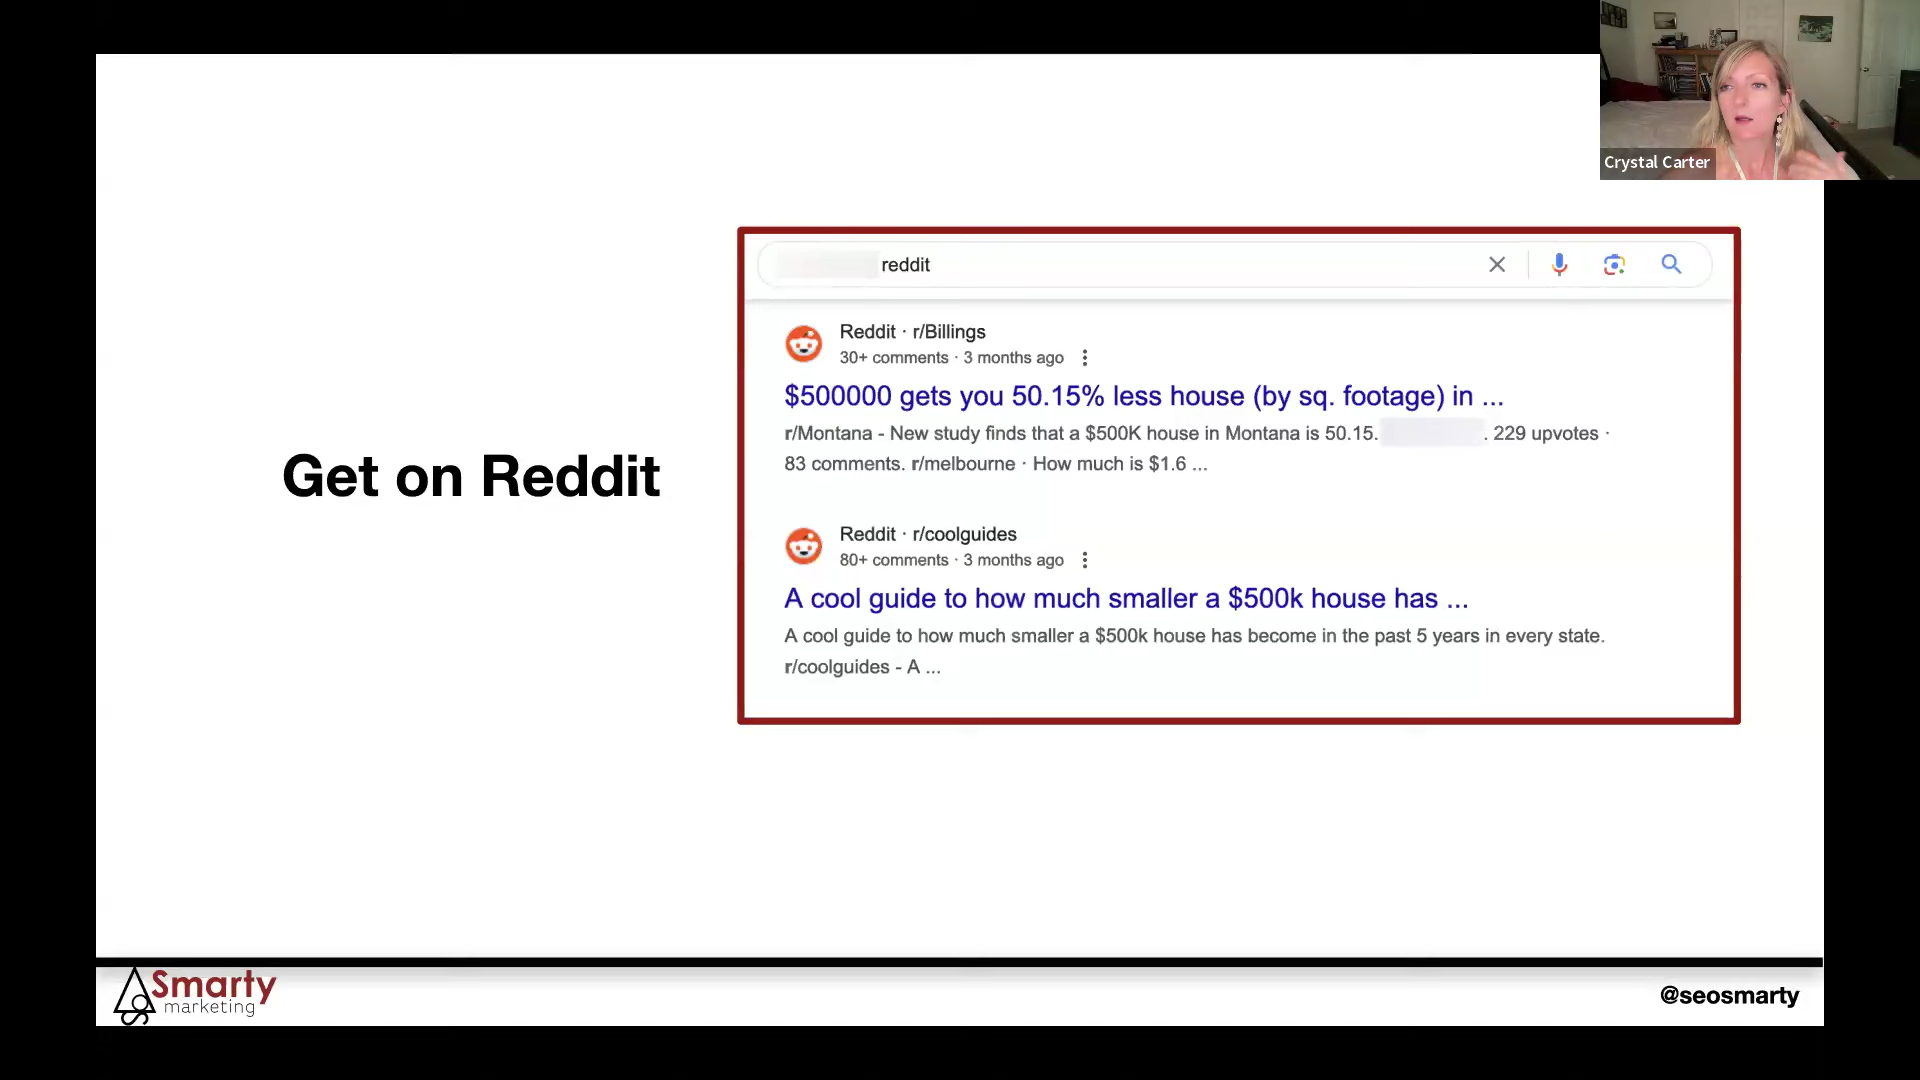 Crystal Carter
Get on Reddit
reddit
Reddit · r/Billings
30+ comments · 3 months ago
$500000 gets you 50.15% less house (by sq. footage) in ...
r/Montana - New study finds that a $500K house in Montana is 50.15. . 229 upvotes ·
83 comments. r/melbourne · How much is $1.6 ...
Reddit · r/coolguides
80+ comments · 3 months ago
A cool guide to how much smaller a $500k house has ...
A cool guide to how much smaller a $500k house has become in the past 5 years in every state.
r/coolguides - A ...
Smarty
marketing
@seosmarty